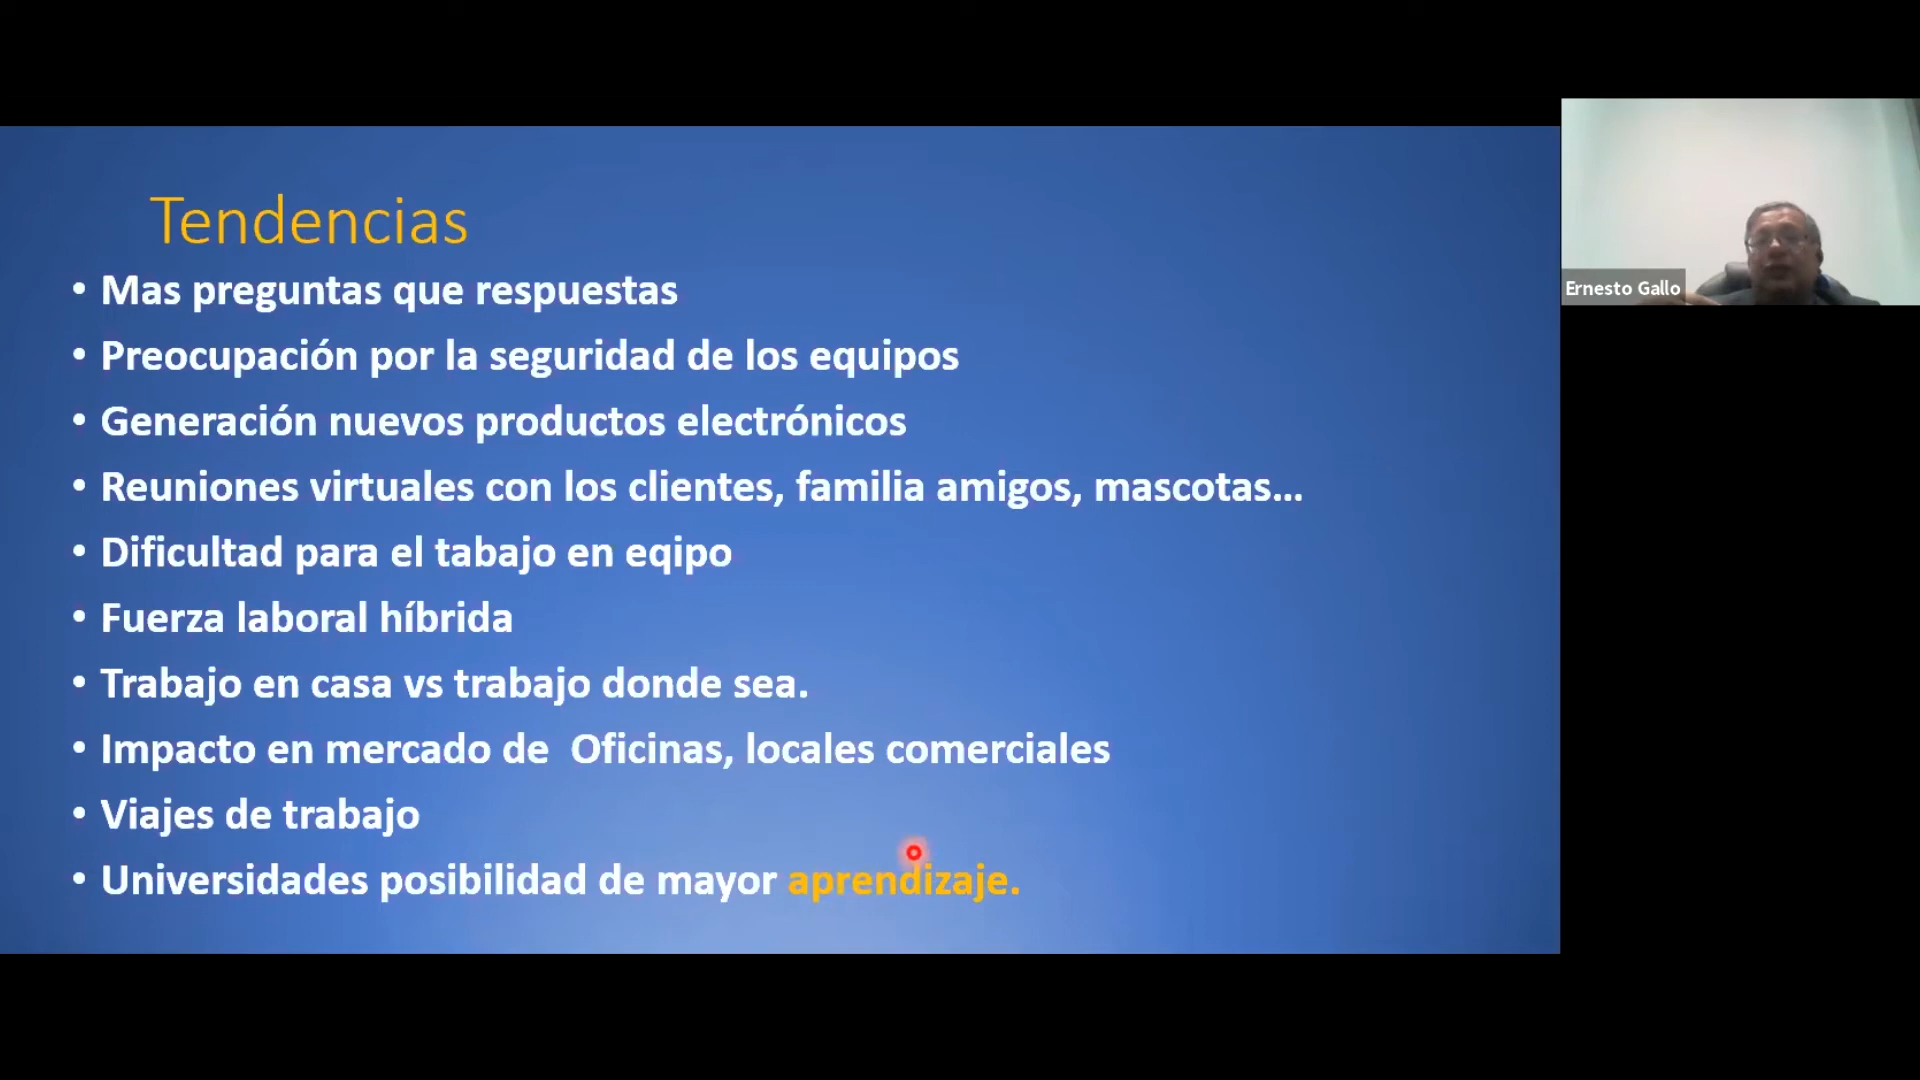 Tendencias
• Mas preguntas que respuestas
• Preocupación por la seguridad de los equipos
• Generación nuevos productos electrónicos
• Reuniones virtuales con los clientes, familia amigos, mascotas...
• Dificultad para el tabajo en eqipo
• Fuerza laboral híbrida
• Trabajo en casa vs trabajo donde sea.
• Impacto en mercado de  Oficinas, locales comerciales
• Viajes de trabajo
• Universidades posibilidad de mayor aprendizaje.
Ernesto Gallo